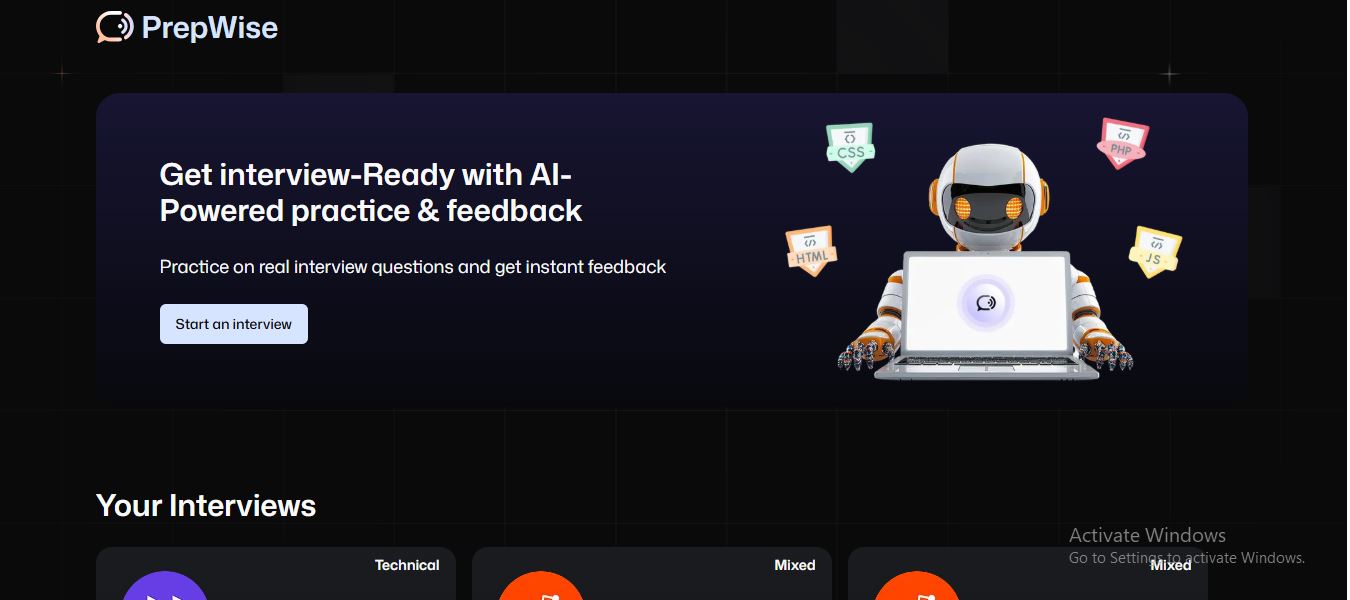 PrepWise
Get interview-Ready with AI-
Powered practice & feedback
Practice on real interview questions and get instant feedback
Start an interview
CSS
PHP
HTML
JS
Your Interviews
Technical
Mixed
Mixed
Activate Windows
Go to Settings to activate Windows.